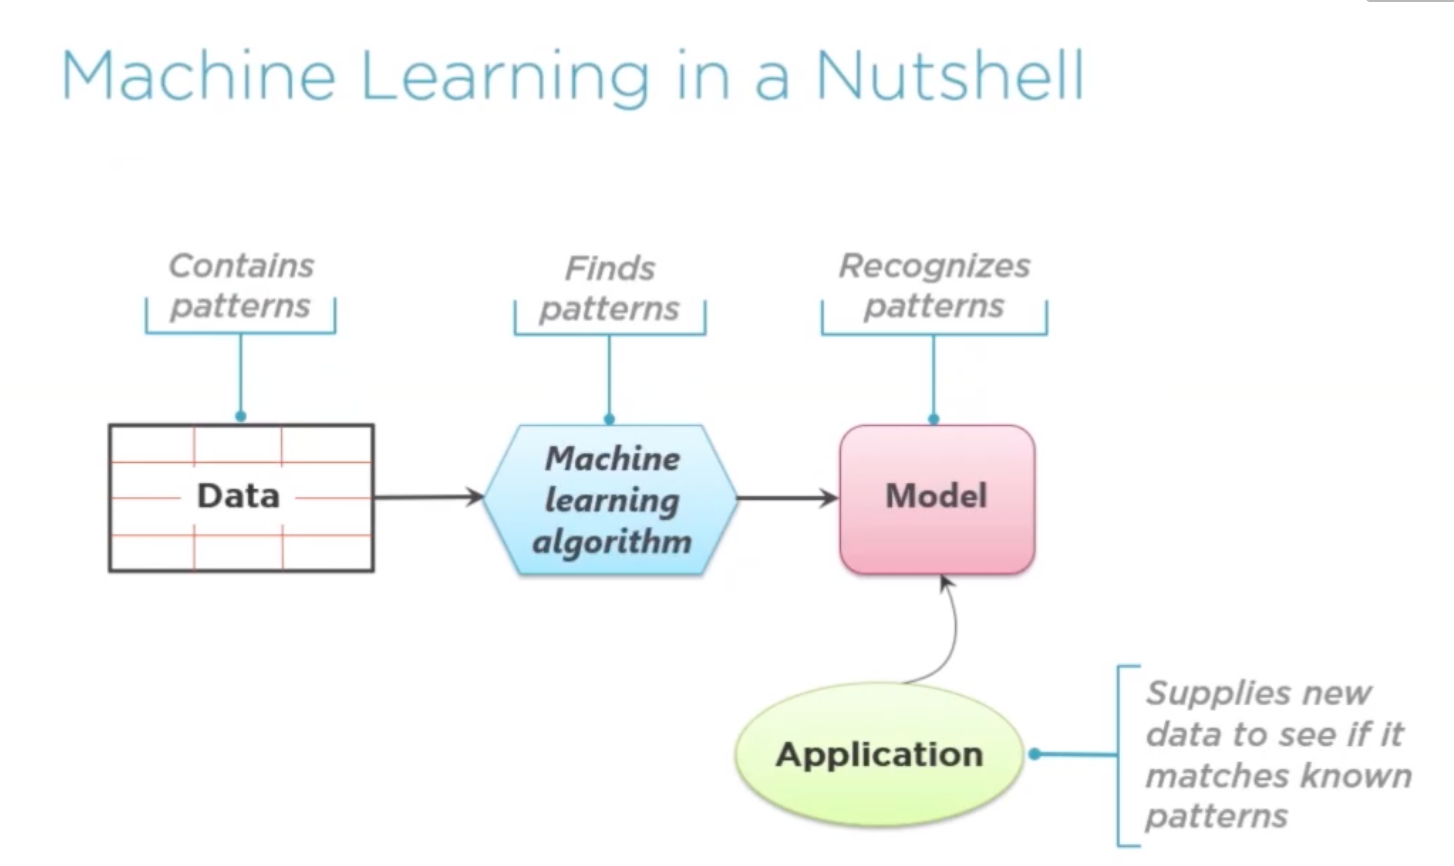 Machine Learning in a Nutshell
Contains
patterns
Finds
patterns
Recognizes
patterns
Data
Machine
learning
algorithm
Model
Application
Supplies new
data to see if it
matches known
patterns